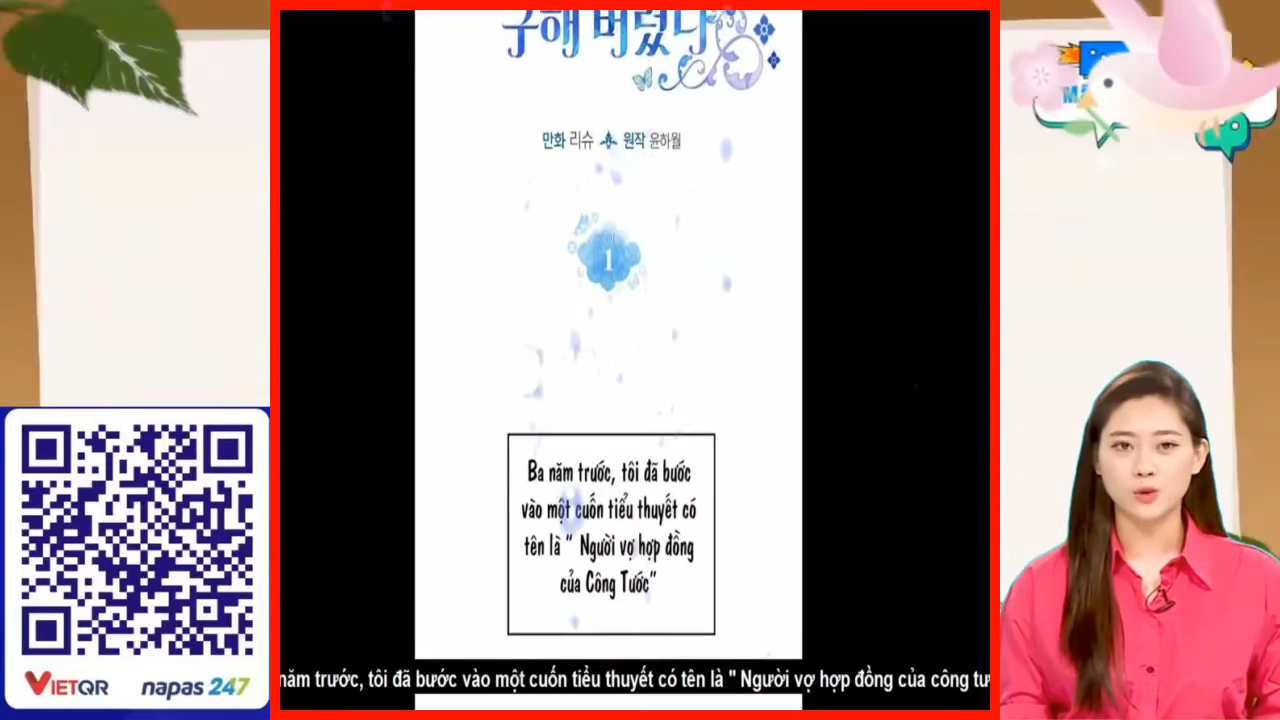 구해 버렸다
만화 리슈 원작 윤하월
1
Ba năm trước, tôi đã bước
vào một cuốn tiểu thuyết có
tên là “ Người vợ hợp đồng
của Công Tước”
năm trước, tôi đã bước vào một cuốn tiểu thuyết có tên là " Người vợ hợp đồng của công tư
VIETQR napas 247